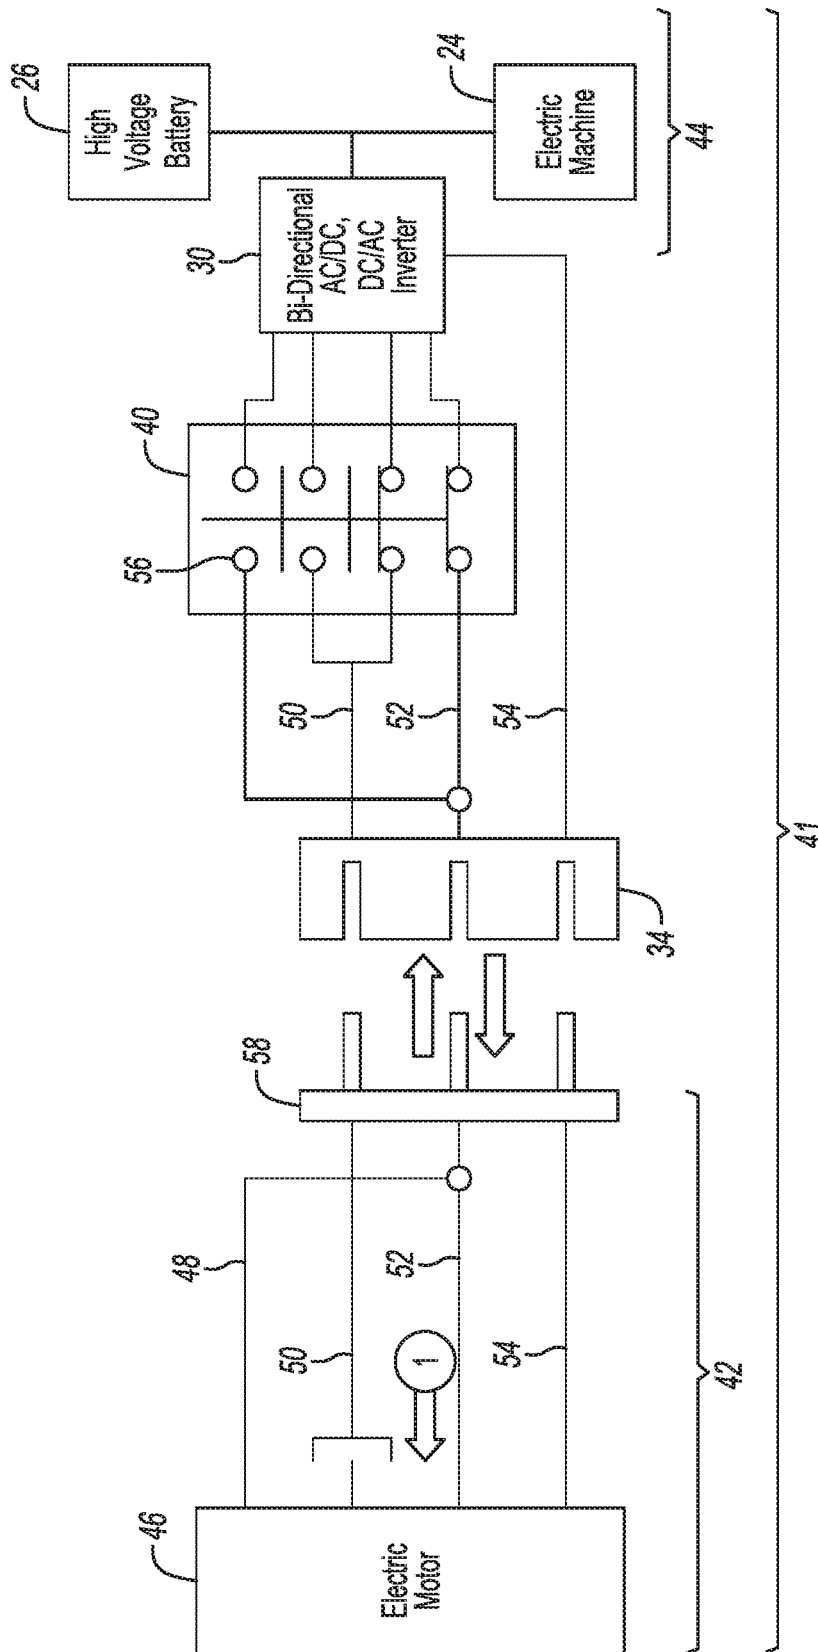 46
Electric
Motor
48
50
52
54
1
42
58
34
41
50
52
54
56
40
30
Bi-Directional
AC/DC,
DC/AC
Inverter
26
High
Voltage
Battery
24
Electric
Machine
44